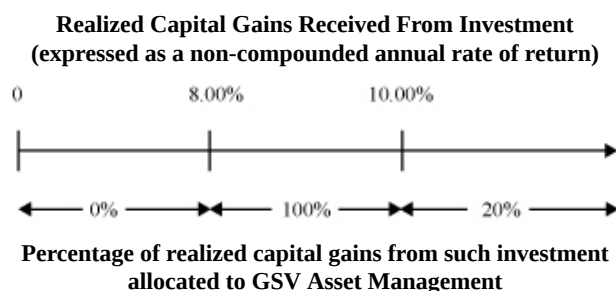 Realized Capital Gains Received From Investment
(expressed as a non-compounded annual rate of return)
0 8.00% 10.00%
0% 100% 20%
Percentage of realized capital gains from such investment
allocated to GSV Asset Management